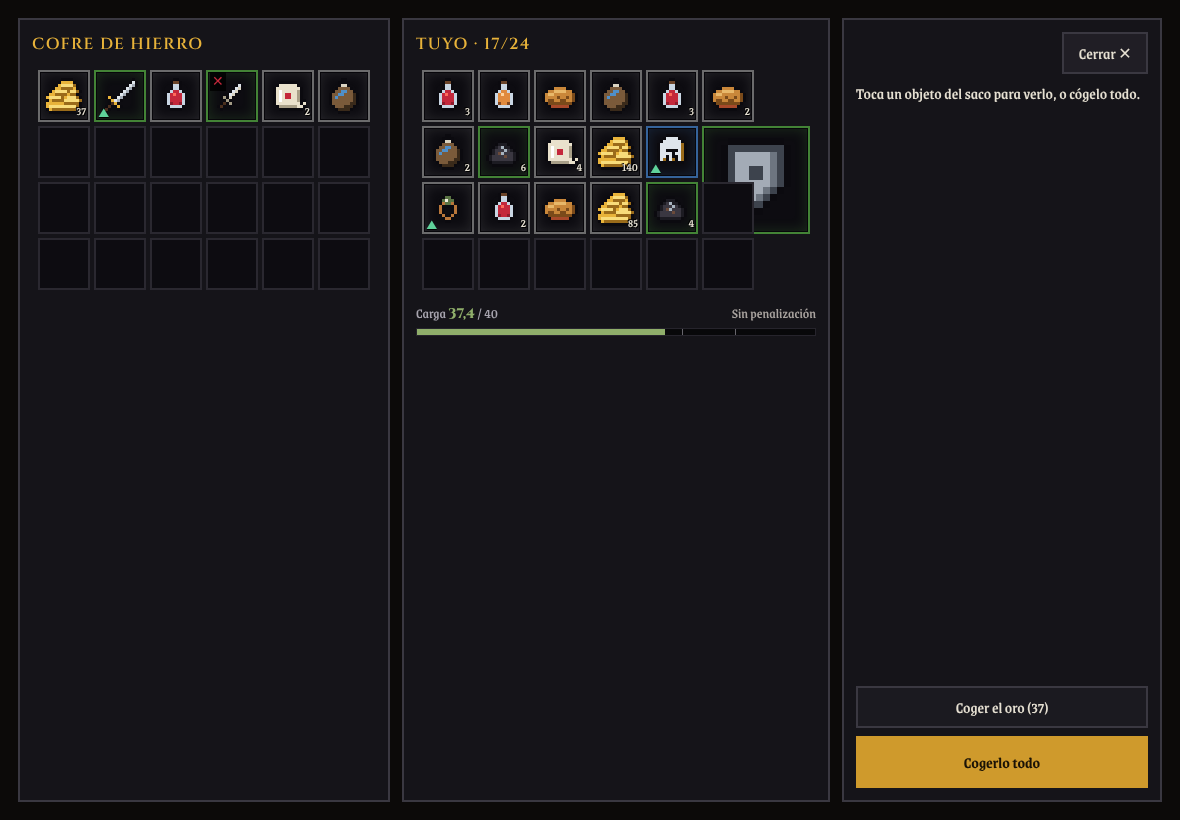 COFRE DE HIERRO
37
2
TUYO · 17/24
3
3
2
2
6
4
140
2
85
4
Carga 37,4 / 40
Sin penalización
Cerrar ✕
Toca un objeto del saco para verlo, o cógelo todo.
Coger el oro (37)
Cogerlo todo